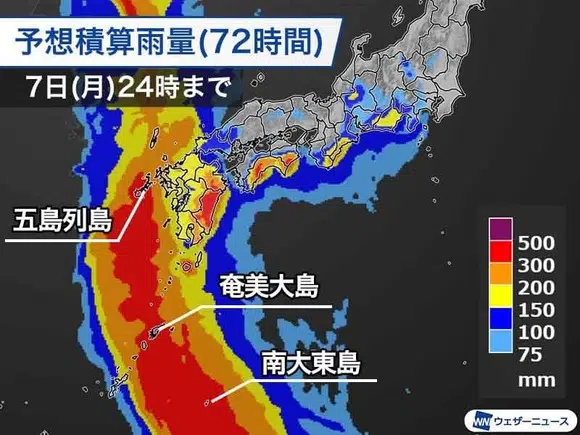 予想積算雨量(72時間)
7日(月)24時まで
五島列島
奄美大島
南大東島
500
300
200
150
100
75
mm
WN ウェザーニュース